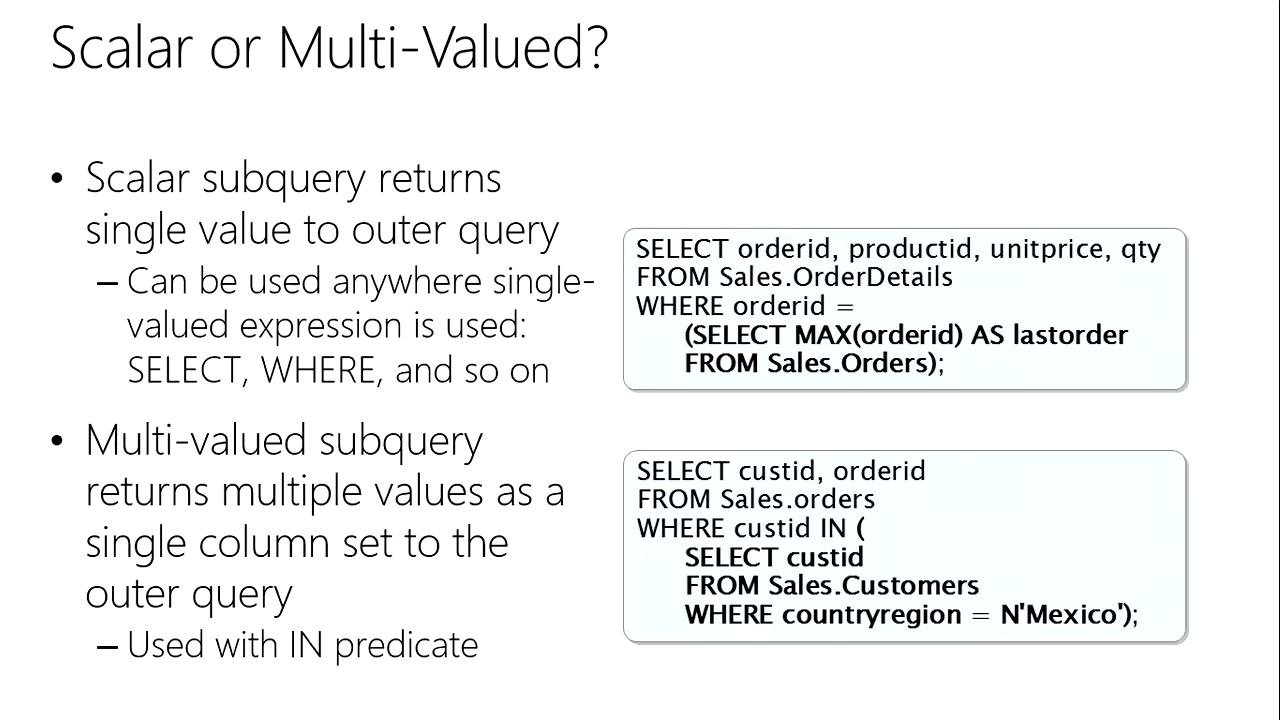 Scalar or Multi-Valued?
• Scalar subquery returns
single value to outer query
– Can be used anywhere single-
valued expression is used:
SELECT, WHERE, and so on
• Multi-valued subquery
returns multiple values as a
single column set to the
outer query
– Used with IN predicate
SELECT orderid, productid, unitprice, qty
FROM Sales.OrderDetails
WHERE orderid =
(SELECT MAX(orderid) AS lastorder
FROM Sales.Orders);
SELECT custid, orderid
FROM Sales.orders
WHERE custid IN (
SELECT custid
FROM Sales.Customers
WHERE countryregion = N'Mexico');